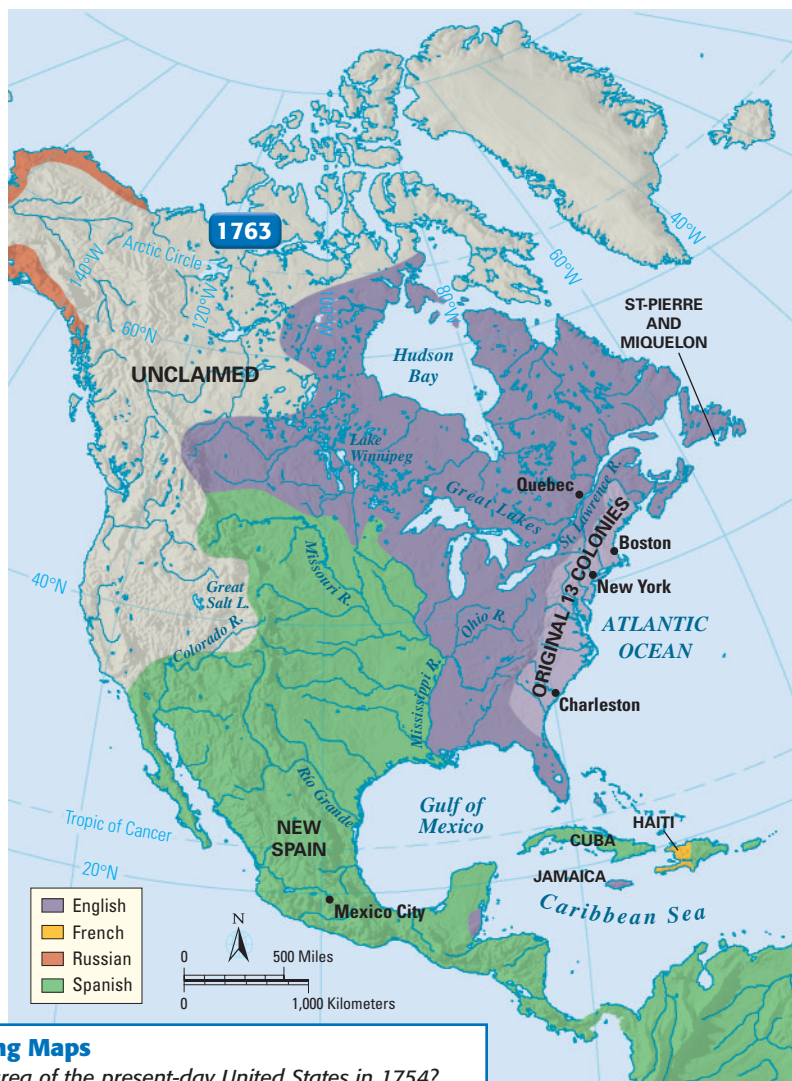 1763
Arctic Circle
140°W
120°W
80°W
60°W
40°W
60°N
ST-PIERRE
AND
MIQUELON
Hudson
Bay
UNCLAIMED
Lake
Winnipeg
Great Lakes
Quebec
St. Lawrence R.
ORIGINAL 13 COLONIES
Boston
New York
40°N
Great
Salt L.
Missouri R.
Colorado R.
Ohio R.
ATLANTIC
OCEAN
Mississippi R.
Charleston
Río Grande
Tropic of Cancer
Gulf of
Mexico
NEW
SPAIN
HAITI
CUBA
JAMAICA
20°N
Caribbean Sea
Mexico City
English
French
Russian
Spanish
N
0 500 Miles
0 1,000 Kilometers
ng Maps
area of the present-day United States in 1754?